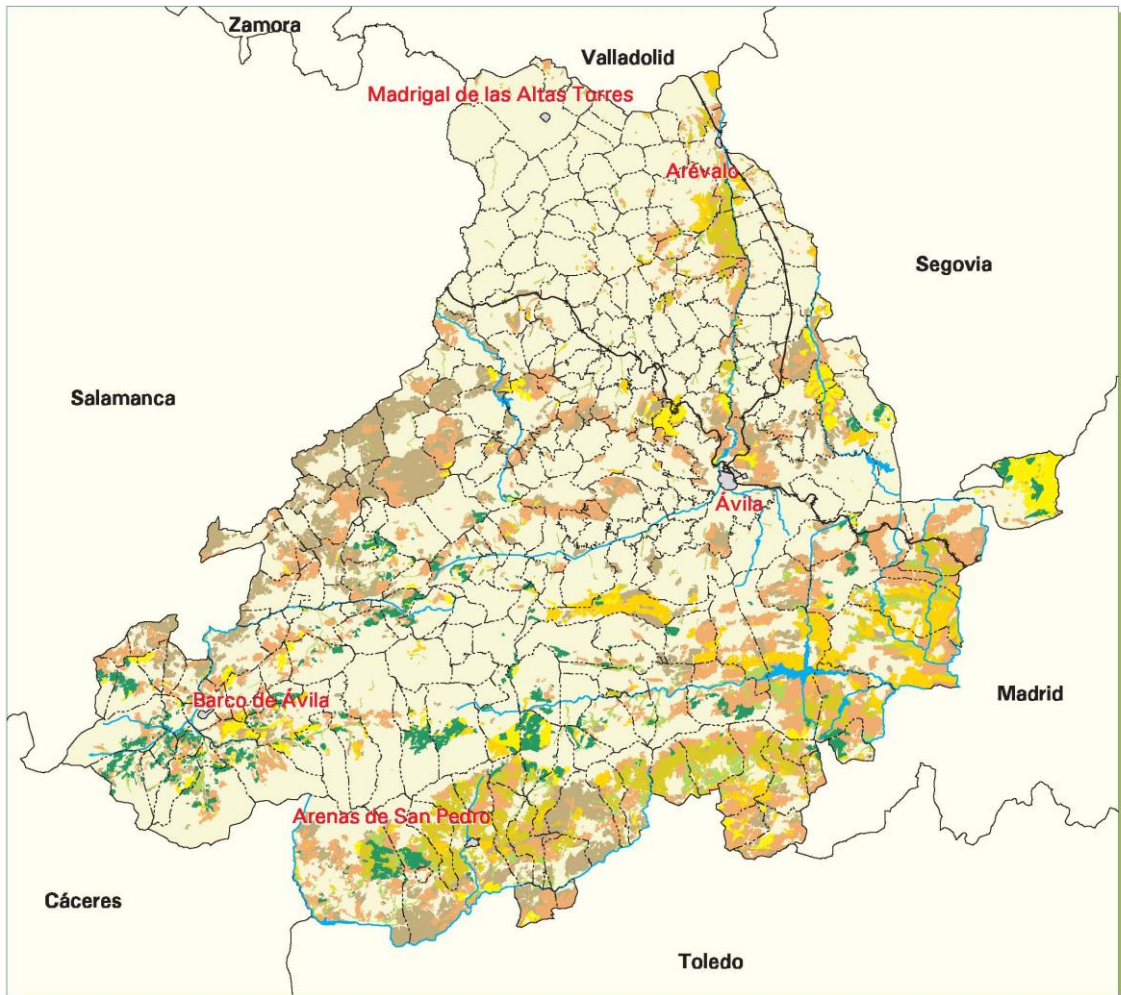 Zamora
Valladolid
Madrigal de las Altas Torres
Arévalo
Segovia
Salamanca
Ávila
Barco de Ávila
Madrid
Arenas de San Pedro
Cáceres
Toledo